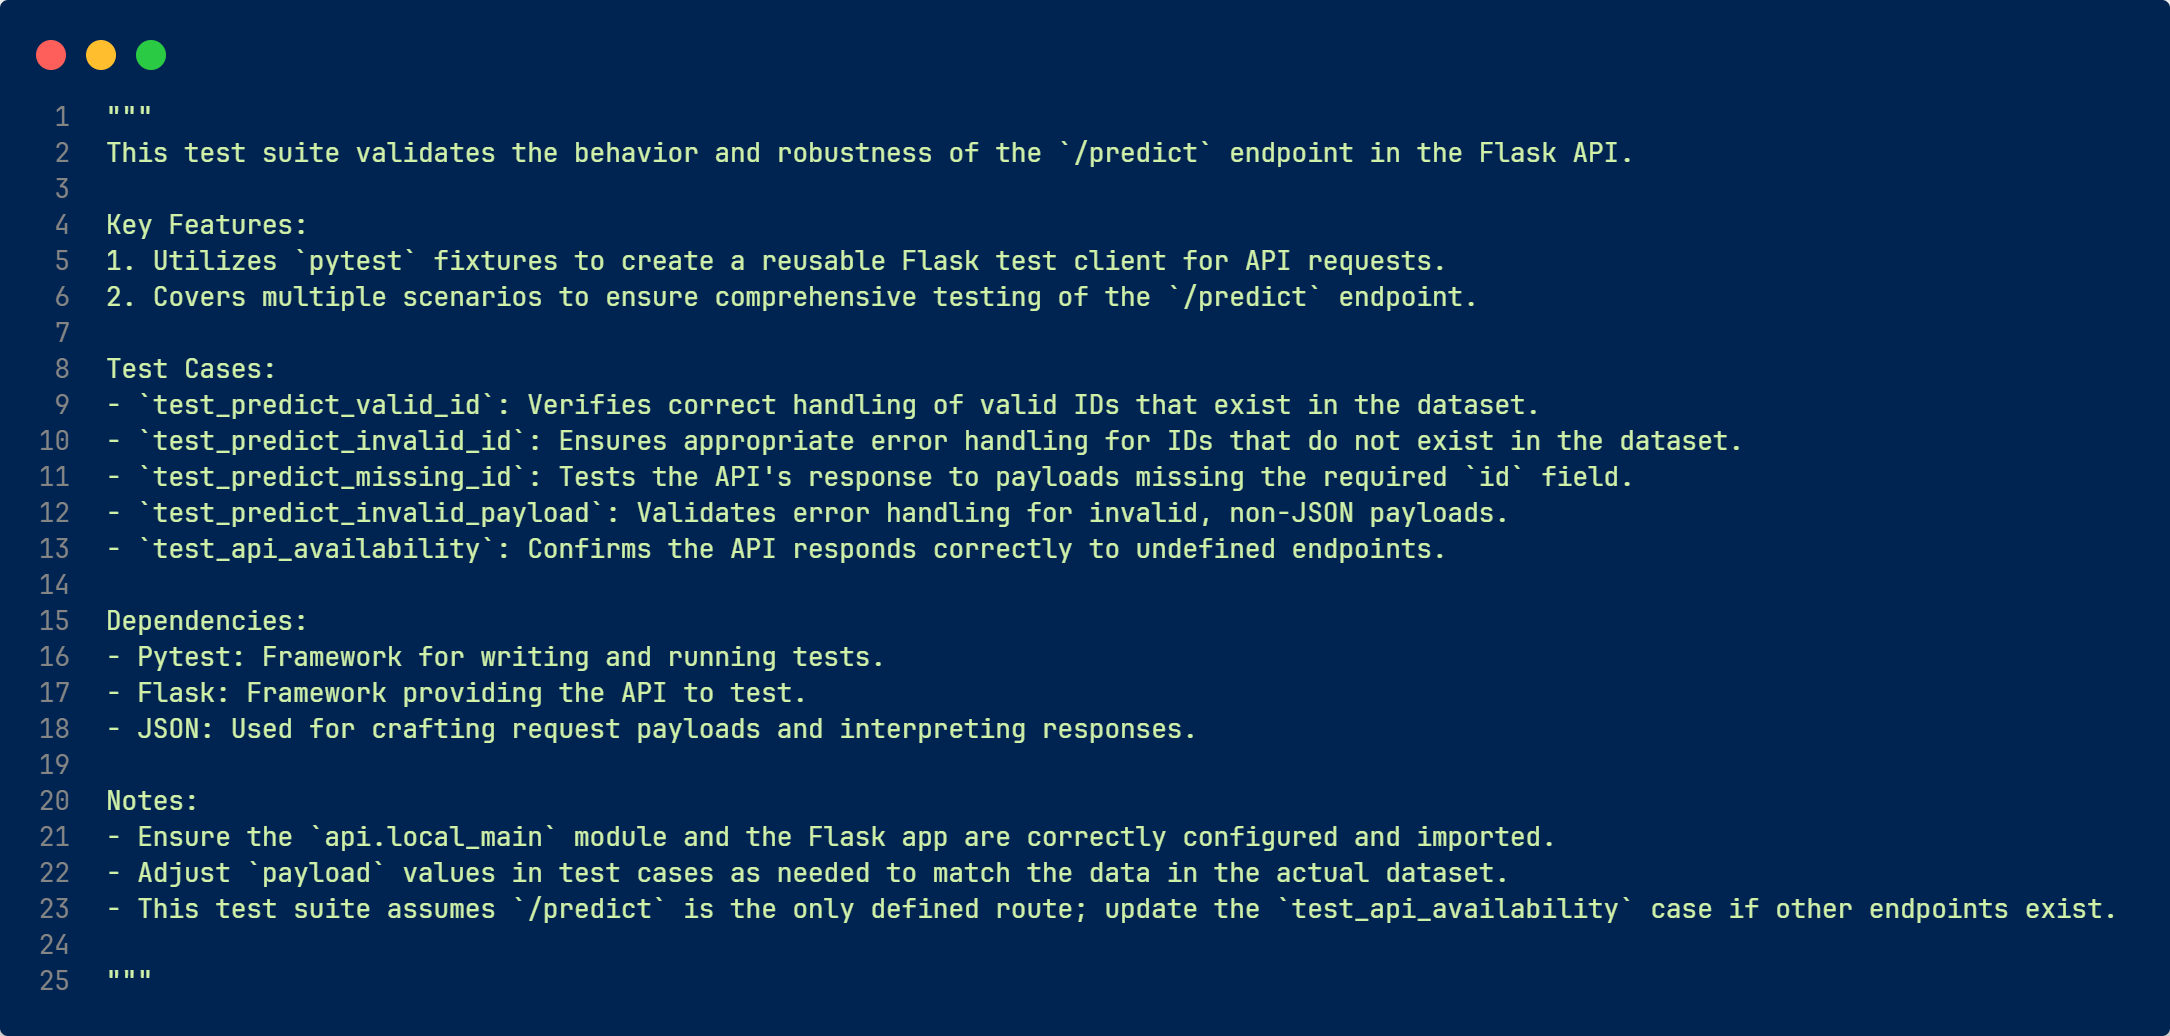 1 """
2 This test suite validates the behavior and robustness of the `/predict` endpoint in the Flask API.
3
4 Key Features:
5 1. Utilizes `pytest` fixtures to create a reusable Flask test client for API requests.
6 2. Covers multiple scenarios to ensure comprehensive testing of the `/predict` endpoint.
7
8 Test Cases:
9 - `test_predict_valid_id`: Verifies correct handling of valid IDs that exist in the dataset.
10 - `test_predict_invalid_id`: Ensures appropriate error handling for IDs that do not exist in the dataset.
11 - `test_predict_missing_id`: Tests the API's response to payloads missing the required `id` field.
12 - `test_predict_invalid_payload`: Validates error handling for invalid, non-JSON payloads.
13 - `test_api_availability`: Confirms the API responds correctly to undefined endpoints.
14
15 Dependencies:
16 - Pytest: Framework for writing and running tests.
17 - Flask: Framework providing the API to test.
18 - JSON: Used for crafting request payloads and interpreting responses.
19
20 Notes:
21 - Ensure the `api.local_main` module and the Flask app are correctly configured and imported.
22 - Adjust `payload` values in test cases as needed to match the data in the actual dataset.
23 - This test suite assumes `/predict` is the only defined route; update the `test_api_availability` case if other endpoints exist.
24
25 """